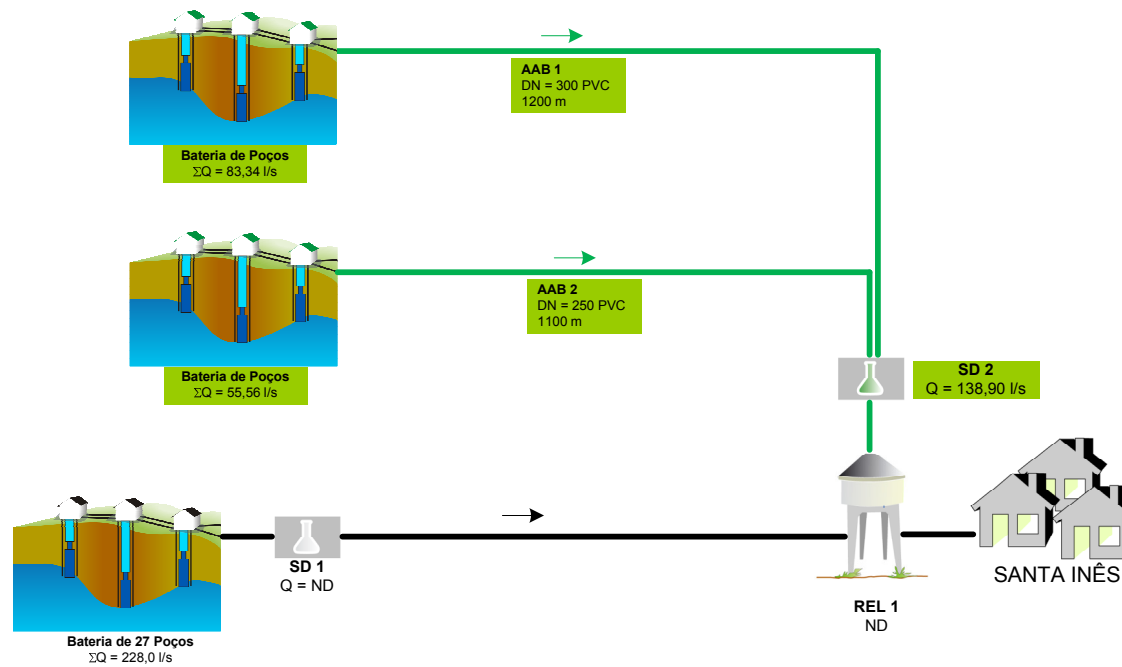 AAB 1
DN = 300 PVC
1200 m
Bateria de Poços
ΣQ = 83,34 l/s
AAB 2
DN = 250 PVC
1100 m
Bateria de Poços
ΣQ = 55,56 l/s
SD 2
Q = 138,90 l/s
SD 1
Q = ND
SANTA INÊS
REL 1
ND
Bateria de 27 Poços
ΣQ = 228,0 l/s